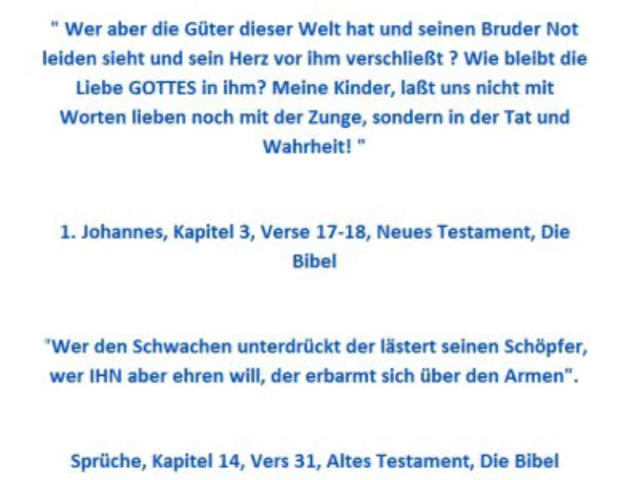 " Wer aber die Güter dieser Welt hat und seinen Bruder Not
leiden sieht und sein Herz vor ihm verschließt ? Wie bleibt die
Liebe GOTTES in ihm? Meine Kinder, laßt uns nicht mit
Worten lieben noch mit der Zunge, sondern in der Tat und
Wahrheit! "
1. Johannes, Kapitel 3, Verse 17-18, Neues Testament, Die
Bibel
"Wer den Schwachen unterdrückt der lästert seinen Schöpfer,
wer IHN aber ehren will, der erbarmt sich über den Armen".
Sprüche, Kapitel 14, Vers 31, Altes Testament, Die Bibel